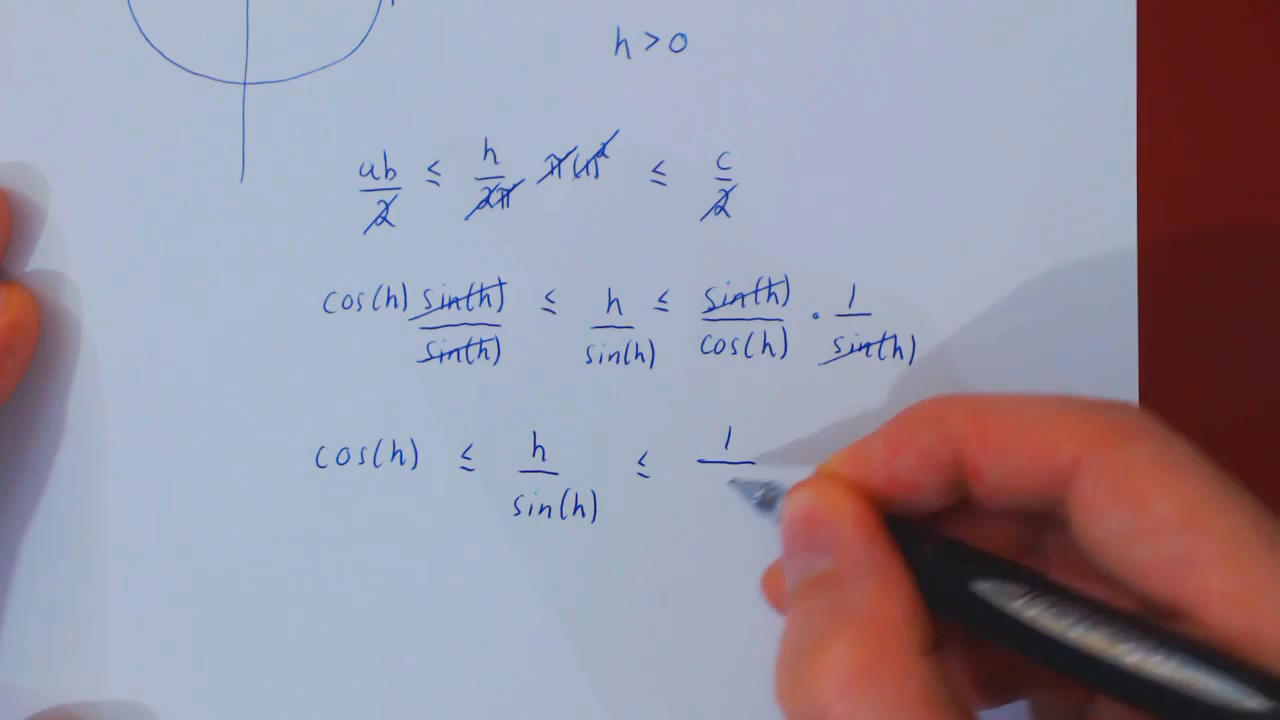 h > 0
ab/2 ≤ h/2π π(1)² ≤ c/2
cos(h) sin(h)/sin(h) ≤ h/sin(h) ≤ sin(h)/cos(h) · 1/sin(h)
cos(h) ≤ h/sin(h) ≤ 1/